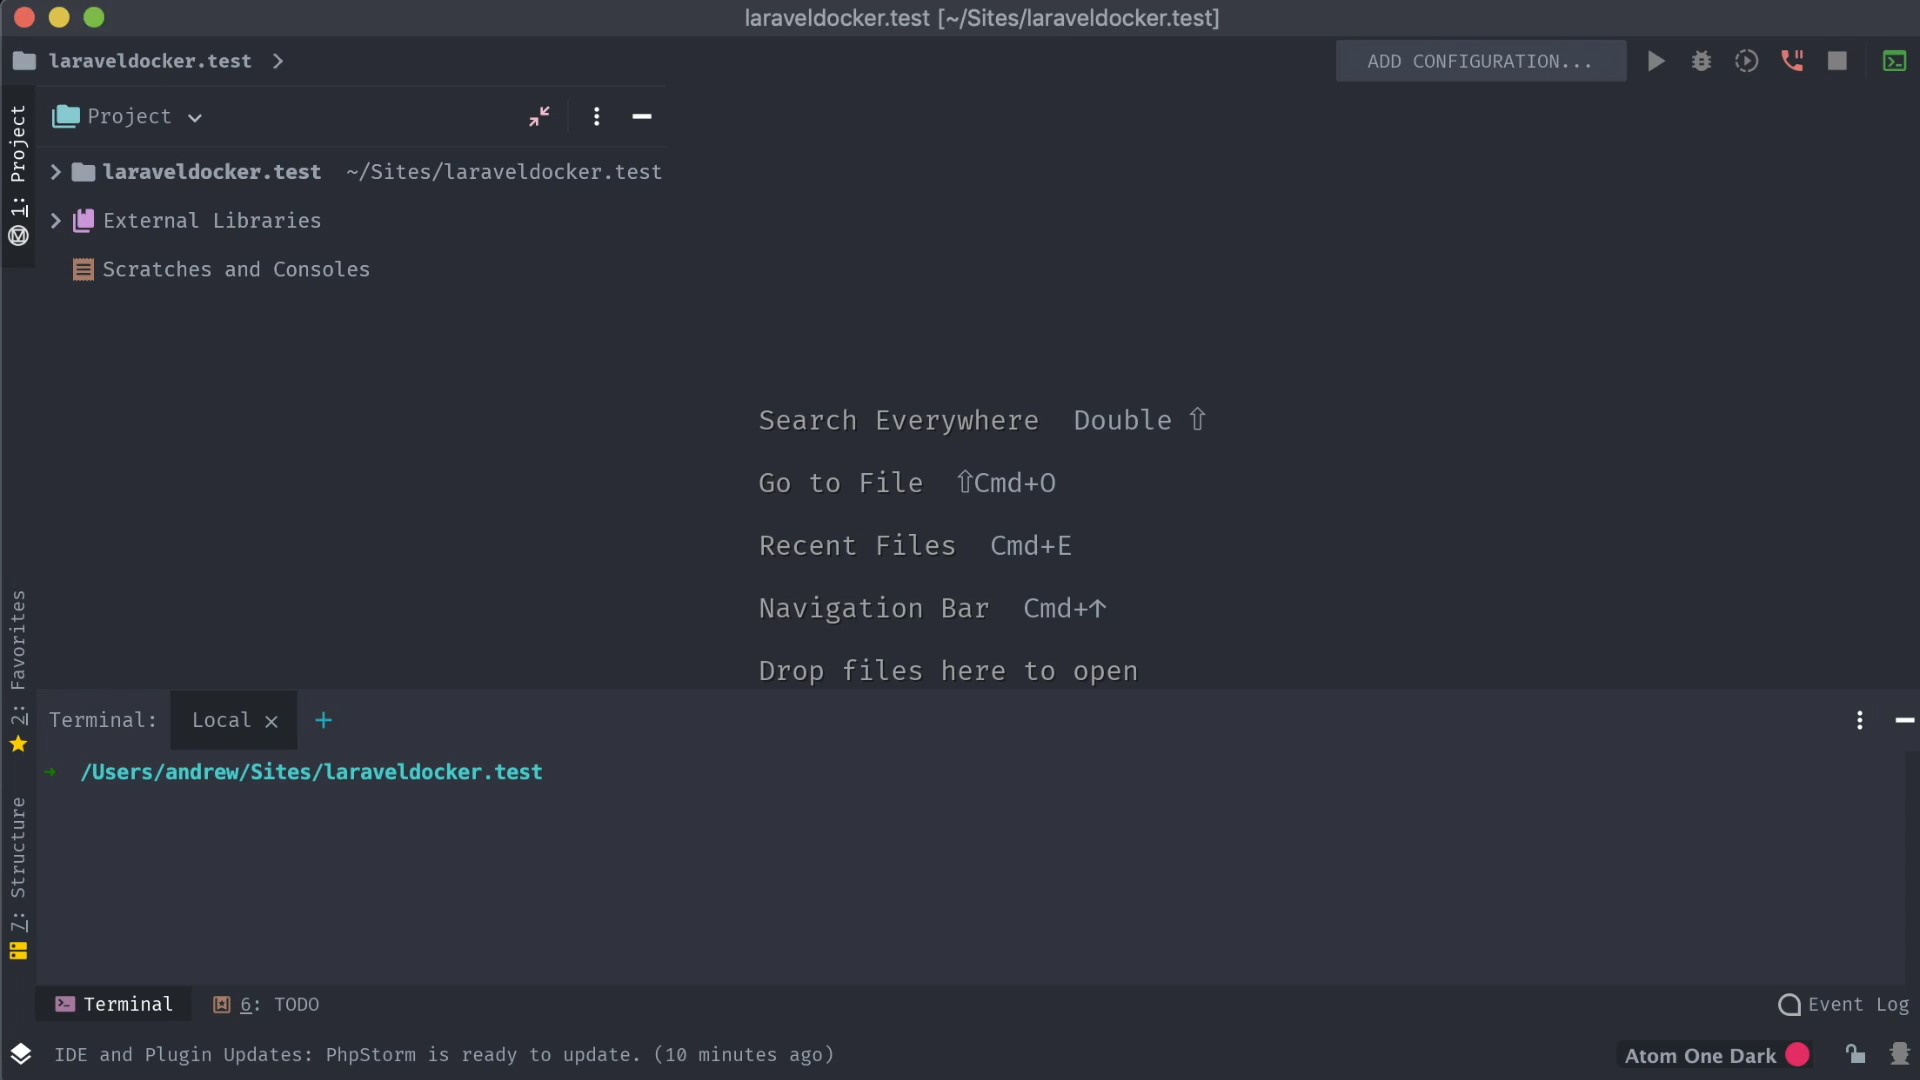 laraveldocker.test [~/Sites/laraveldocker.test]
laraveldocker.test
ADD CONFIGURATION...
1: Project
Project
laraveldocker.test ~/Sites/laraveldocker.test
External Libraries
Scratches and Consoles
Search Everywhere Double ⇧
Go to File ⇧Cmd+O
Recent Files Cmd+E
Navigation Bar Cmd+↑
Drop files here to open
2: Favorites
Terminal: Local × +
→ /Users/andrew/Sites/laraveldocker.test
7: Structure
Terminal
6: TODO
Event Log
IDE and Plugin Updates: PhpStorm is ready to update. (10 minutes ago)
Atom One Dark